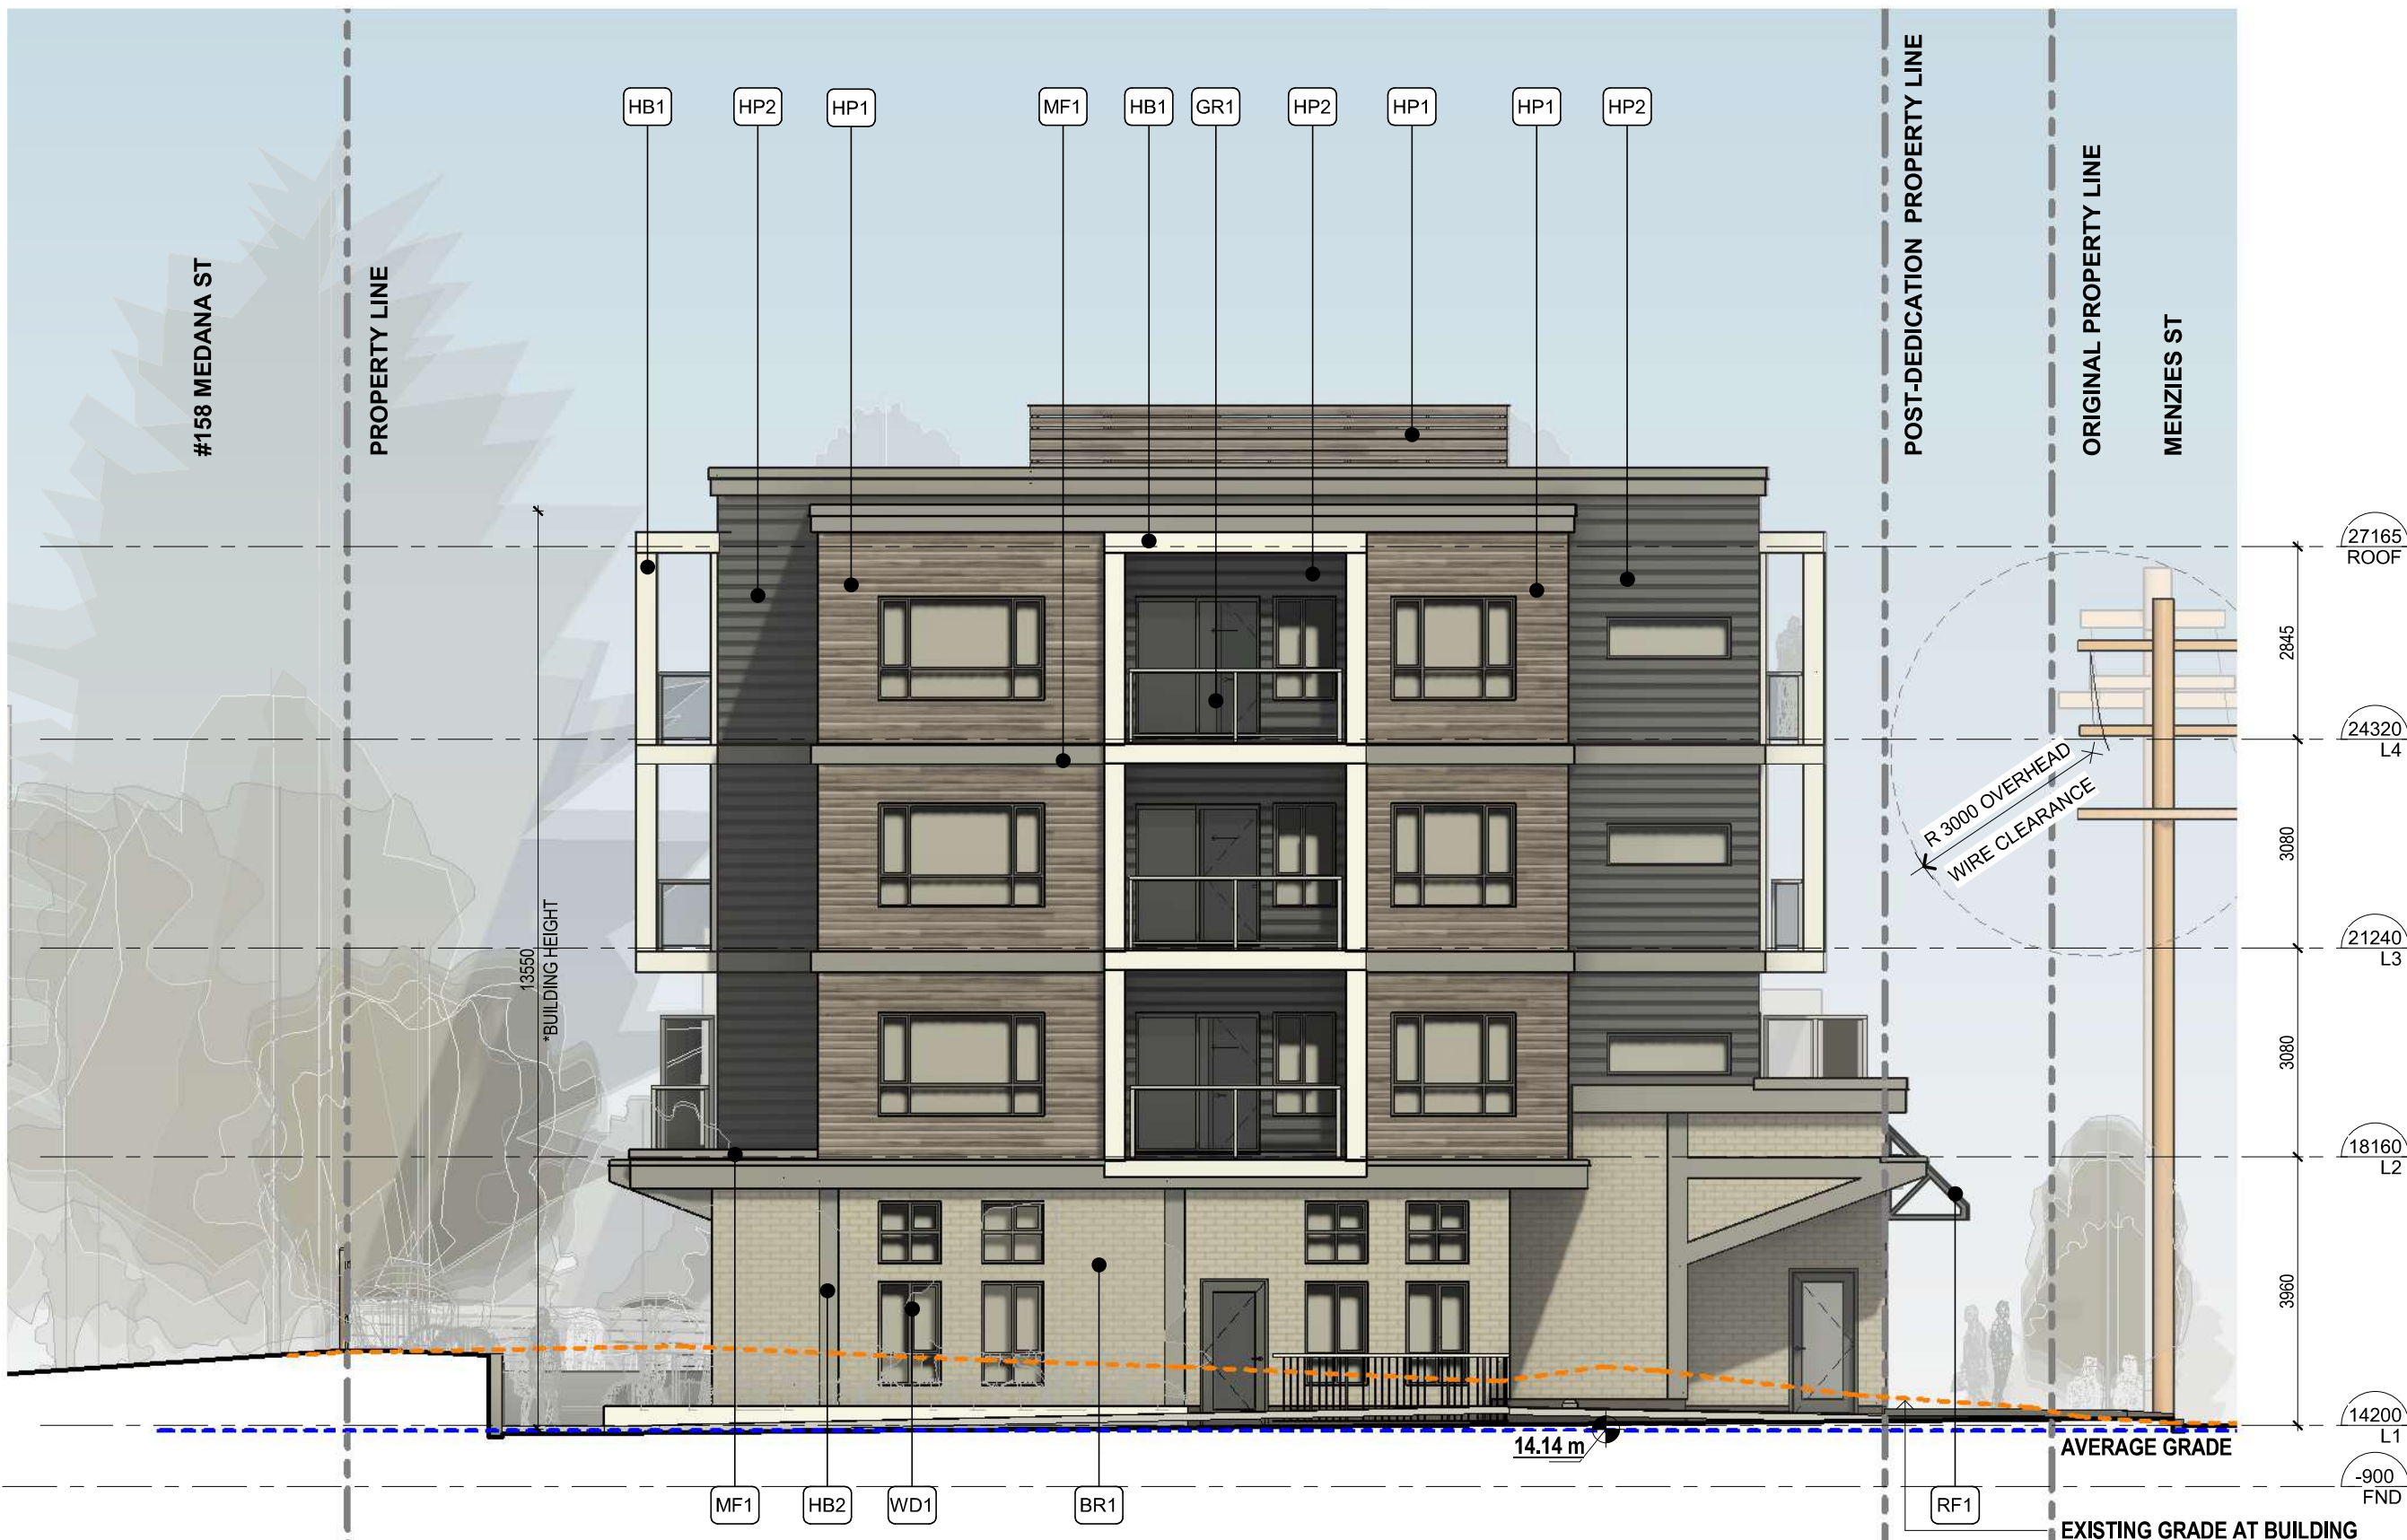 HB1
HP2
HP1
MF1
HB1
GR1
HP2
HP1
HP1
HP2
#158 MEDANA ST
PROPERTY LINE
POST-DEDICATION PROPERTY LINE
ORIGINAL PROPERTY LINE
MENZIES ST
27165
ROOF
2845
24320
L4
R 3000 OVERHEAD
WIRE CLEARANCE
3080
21240
L3
13550
*BUILDING HEIGHT
3080
18160
L2
3960
14200
L1
14.14 m
AVERAGE GRADE
-900
FND
MF1
HB2
WD1
BR1
RF1
EXISTING GRADE AT BUILDING